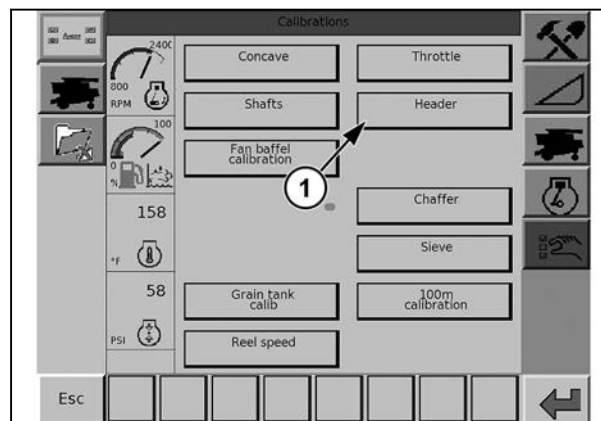 Calibrations
2400
800
RPM
100
0
%
158
°F
58
PSI
Concave
Throttle
Shafts
Header
Fan baffel
calibration
1
Chaffer
Sieve
Grain tank
calib
100m
calibration
Reel speed
Esc